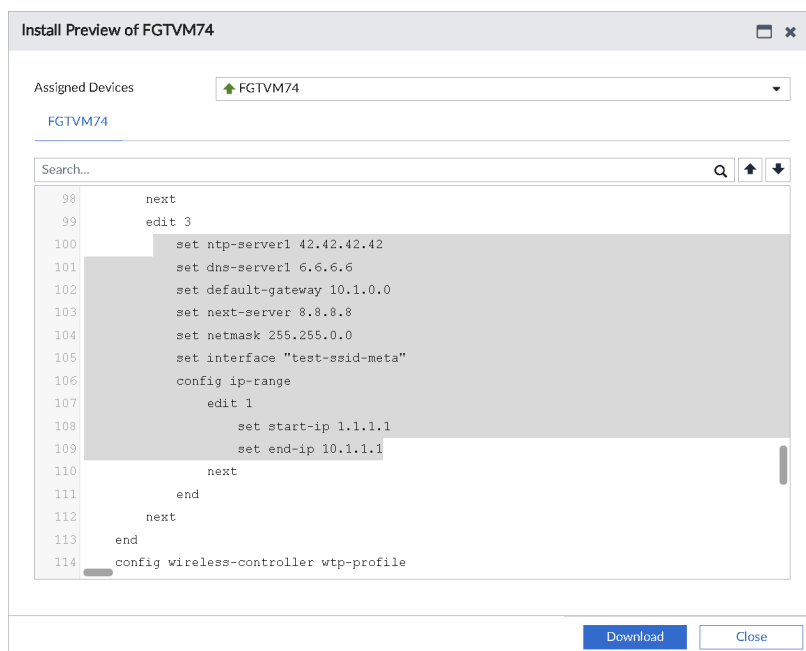 Install Preview of FGTVM74
Assigned Devices FGTVM74
FGTVM74
Search...
98 next
99 edit 3
100 set ntp-server1 42.42.42.42
101 set dns-server1 6.6.6.6
102 set default-gateway 10.1.0.0
103 set next-server 8.8.8.8
104 set netmask 255.255.0.0
105 set interface "test-ssid-meta"
106 config ip-range
107 edit 1
108 set start-ip 1.1.1.1
109 set end-ip 10.1.1.1
110 next
111 end
112 next
113 end
114 config wireless-controller wtp-profile
Download Close